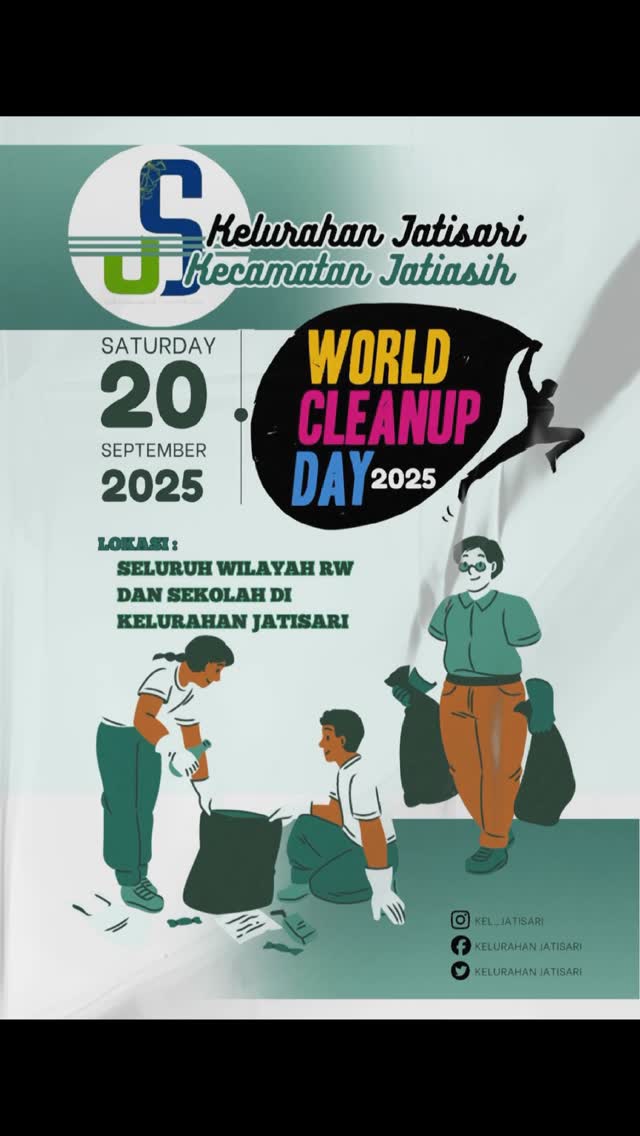 JS
Kelurahan Jatisari
Kecamatan Jatiasih
SATURDAY
20
SEPTEMBER
2025
WORLD
CLEANUP
DAY 2025
LOKASI :
SELURUH WILAYAH RW
DAN SEKOLAH DI
KELURAHAN JATISARI
KEL_JATISARI
KELURAHAN JATISARI
KELURAHAN JATISARI